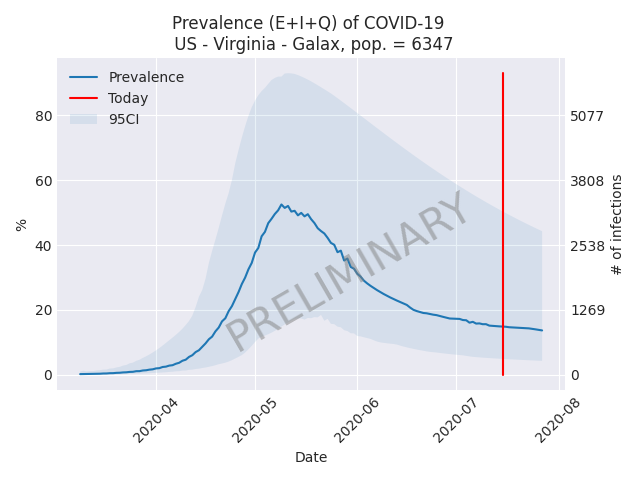 Prevalence (E+I+Q) of COVID-19
US - Virginia - Galax, pop. = 6347
Prevalence
Today
95CI
80
60
40
20
0
%
5077
3808
2538
1269
0
# of infections
PRELIMINARY
2020-04
2020-05
2020-06
2020-07
2020-08
Date